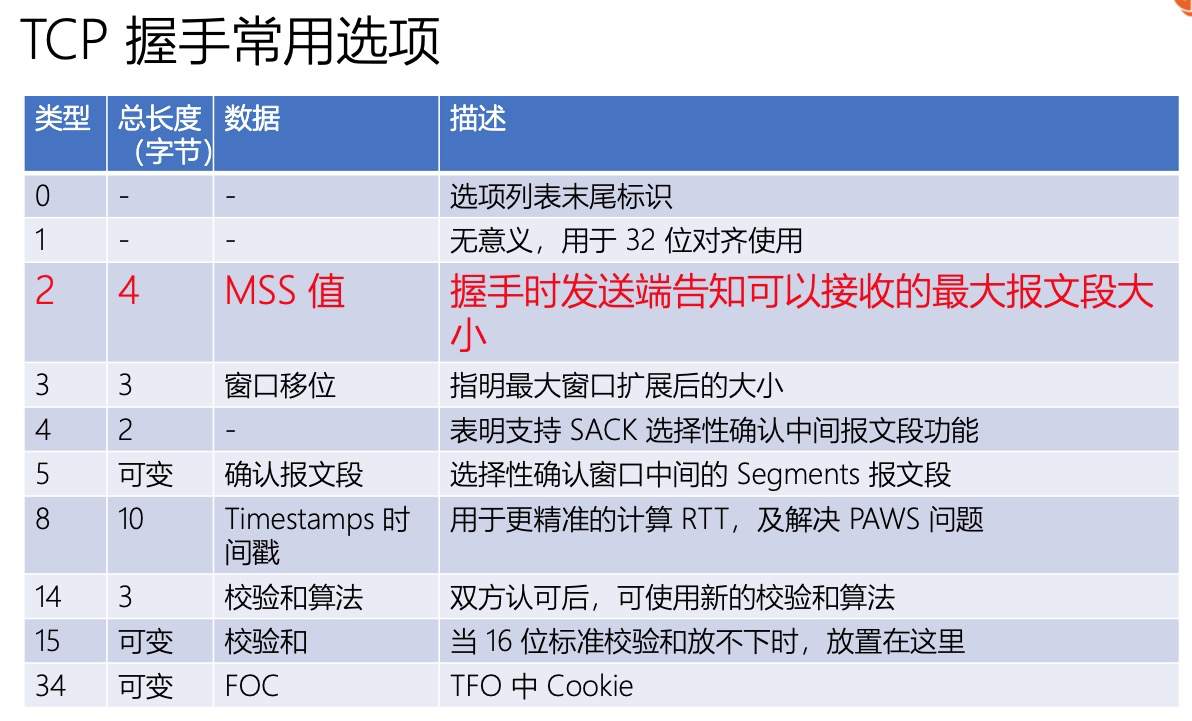 TCP 握手常用选项
类型 总长度（字节） 数据 描述
0 - - 选项列表末尾标识
1 - - 无意义，用于 32 位对齐使用
2 4 MSS 值 握手时发送端告知可以接收的最大报文段大
小
3 3 窗口移位 指明最大窗口扩展后的大小
4 2 - 表明支持 SACK 选择性确认中间报文段功能
5 可变 确认报文段 选择性确认窗口中间的 Segments 报文段
8 10 Timestamps 时
间戳 用于更精准的计算 RTT，及解决 PAWS 问题
14 3 校验和算法 双方认可后，可使用新的校验和算法
15 可变 校验和 当 16 位标准校验和放不下时，放置在这里
34 可变 FOC TFO 中 Cookie